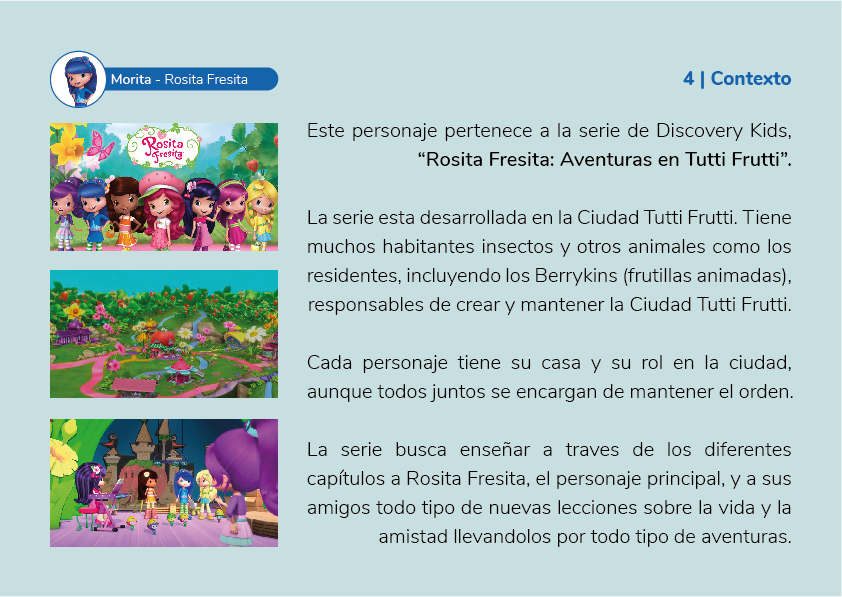 Morita - Rosita Fresita
4 | Contexto
Rosita
Fresita
Este personaje pertenece a la serie de Discovery Kids,
“Rosita Fresita: Aventuras en Tutti Frutti”.
La serie esta desarrollada en la Ciudad Tutti Frutti. Tiene
muchos habitantes insectos y otros animales como los
residentes, incluyendo los Berrykins (frutillas animadas),
responsables de crear y mantener la Ciudad Tutti Frutti.
Cada personaje tiene su casa y su rol en la ciudad,
aunque todos juntos se encargan de mantener el orden.
La serie busca enseñar a traves de los diferentes
capítulos a Rosita Fresita, el personaje principal, y a sus
amigos todo tipo de nuevas lecciones sobre la vida y la
amistad llevandolos por todo tipo de aventuras.